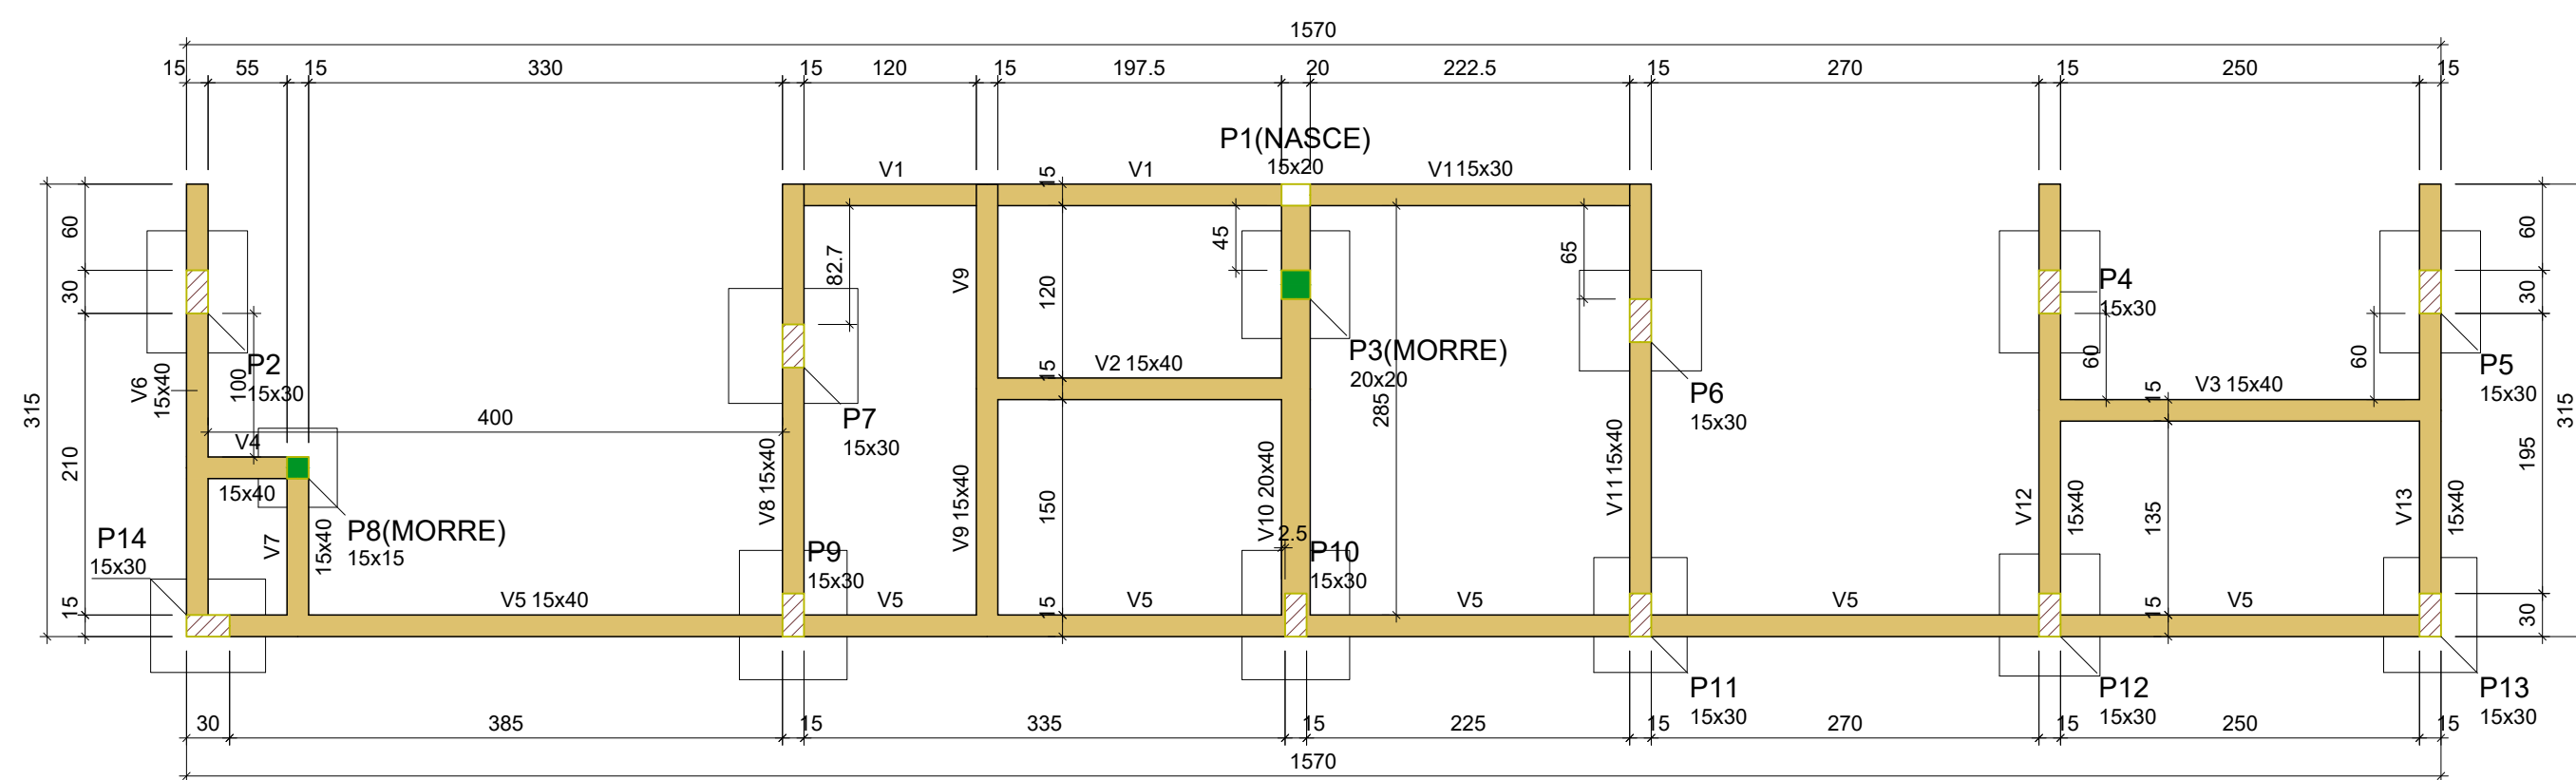 1570
15 55 15 330 15 120 15 197.5 20 222.5 15 270 15 250 15
P1(NASCE)
15x20
V1 V1 V1 15x30
15
60 60
45 65 82.7
30 120 30
V9
P4
15x30
P2
15x30
V6
15x40
100
P3(MORRE)
20x20
V2 15x40
15
60 60
P5
15x30
V3 15x40
15
P6
15x30
P7
15x30
315 285 315
400
V4
15x40
210 195
V8 15x40
V9 15x40
V10 20x40
V11 15x40
V12
15x40
V13
15x40
150 135
2.5
P14
15x30
V7
15x40
P8(MORRE)
15x15
P9
15x30
P10
15x30
V5 15x40 V5 V5 V5 V5 V5
15 15 15 30
P11
15x30
P12
15x30
P13
15x30
30 385 15 335 15 225 15 270 15 250 15
1570